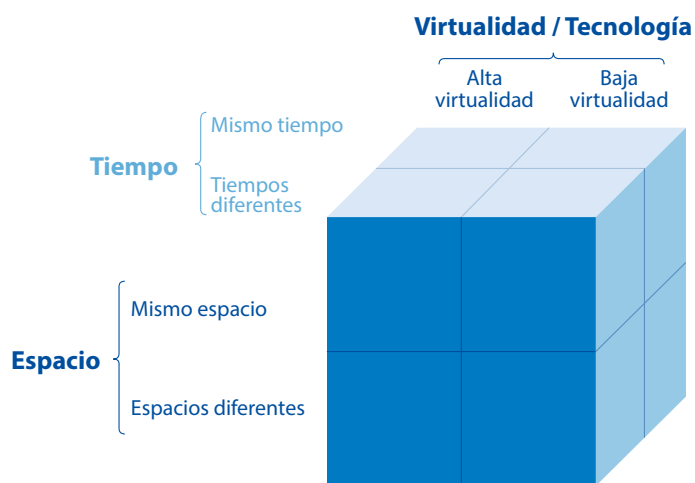 Virtualidad / Tecnología
Alta
virtualidad
Baja
virtualidad
Tiempo
Mismo tiempo
Tiempos
diferentes
Espacio
Mismo espacio
Espacios diferentes